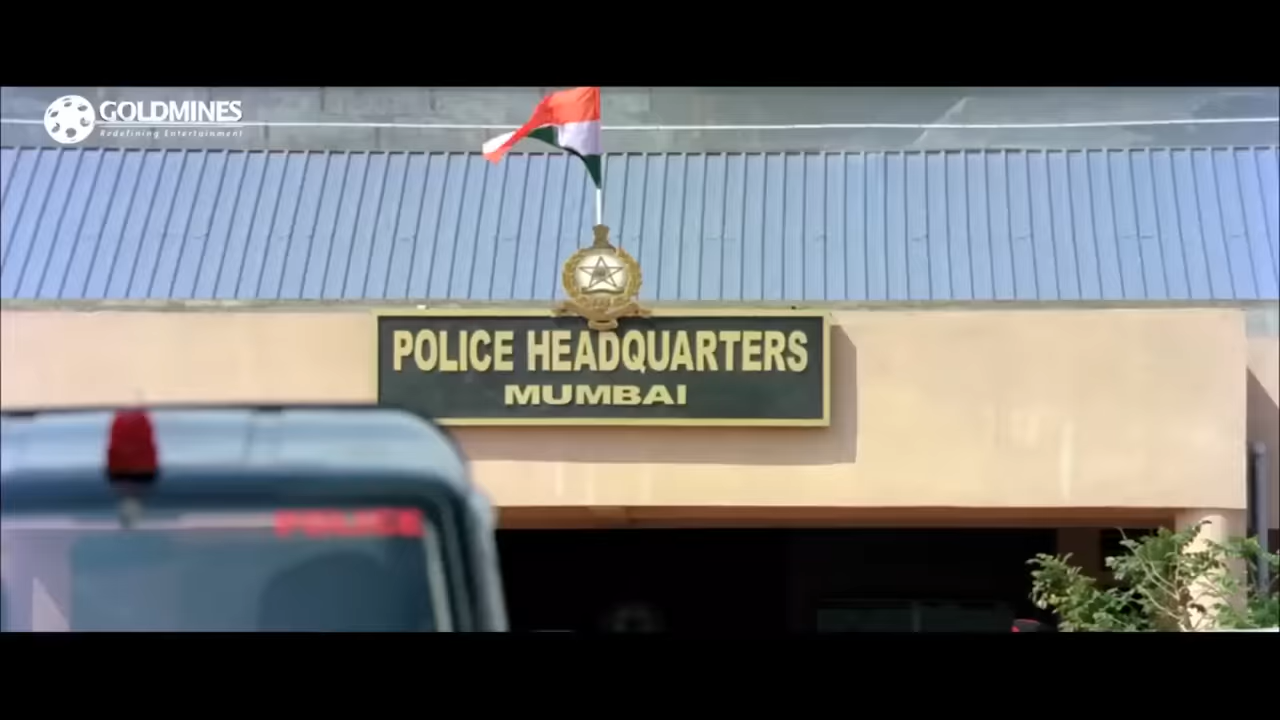 GOLDMINES
Redefining Entertainment
POLICE HEADQUARTERS
MUMBAI
POLICE